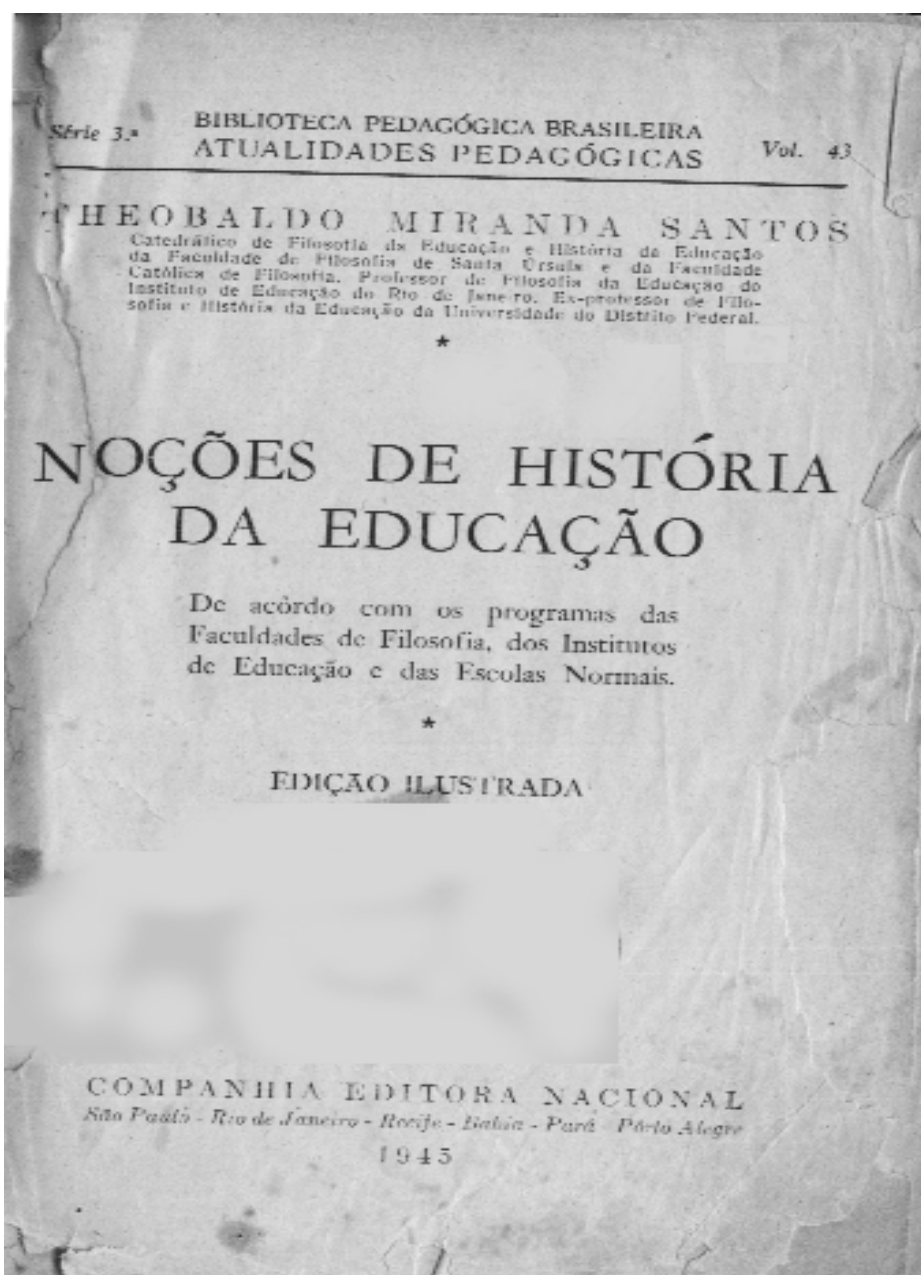 Série 3.ª BIBLIOTECA PEDAGÓGICA BRASILEIRA Vol. 43
ATUALIDADES PEDAGÓGICAS
THEOBALDO MIRANDA SANTOS
Catedrático de Filosofia da Educação e História da Educação
da Faculdade de Filosofia de Santa Úrsula e da Faculdade
Católica de Filosofia. Professor de Filosofia da Educação do
Instituto de Educação do Rio de Janeiro. Ex-professor de Filo-
sofia e História da Educação da Universidade do Distrito Federal.
*
NOÇÕES DE HISTÓRIA
DA EDUCAÇÃO
De acôrdo com os programas das
Faculdades de Filosofia, dos Institutos
de Educação e das Escolas Normais.
*
EDIÇÃO ILUSTRADA
COMPANHIA EDITORA NACIONAL
São Paulo - Rio de Janeiro - Recife - Bahia - Pará - Pôrto Alegre
1945